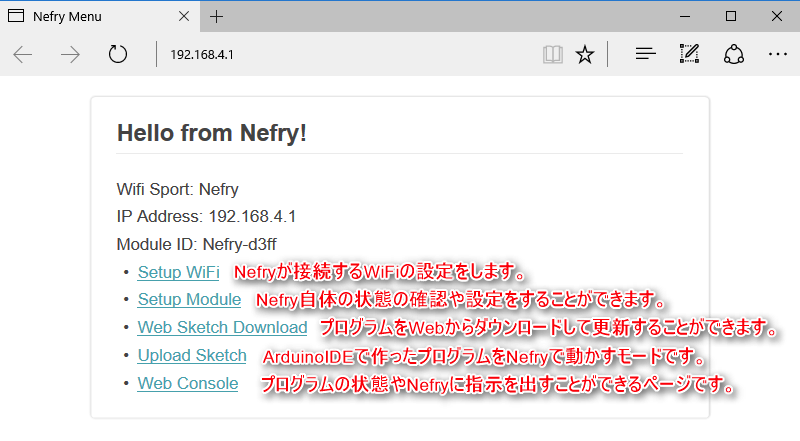 Nefry Menu
192.168.4.1
Hello from Nefry!
Wifi Sport: Nefry
IP Address: 192.168.4.1
Module ID: Nefry-d3ff
• Setup WiFi Nefryが接続するWiFiの設定をします。
• Setup Module Nefry自体の状態の確認や設定をすることができます。
• Web Sketch Download プログラムをWebからダウンロードして更新することができます。
• Upload Sketch ArduinoIDEで作ったプログラムをNefryで動かすモードです。
• Web Console プログラムの状態やNefryに指示を出すことができるページです。